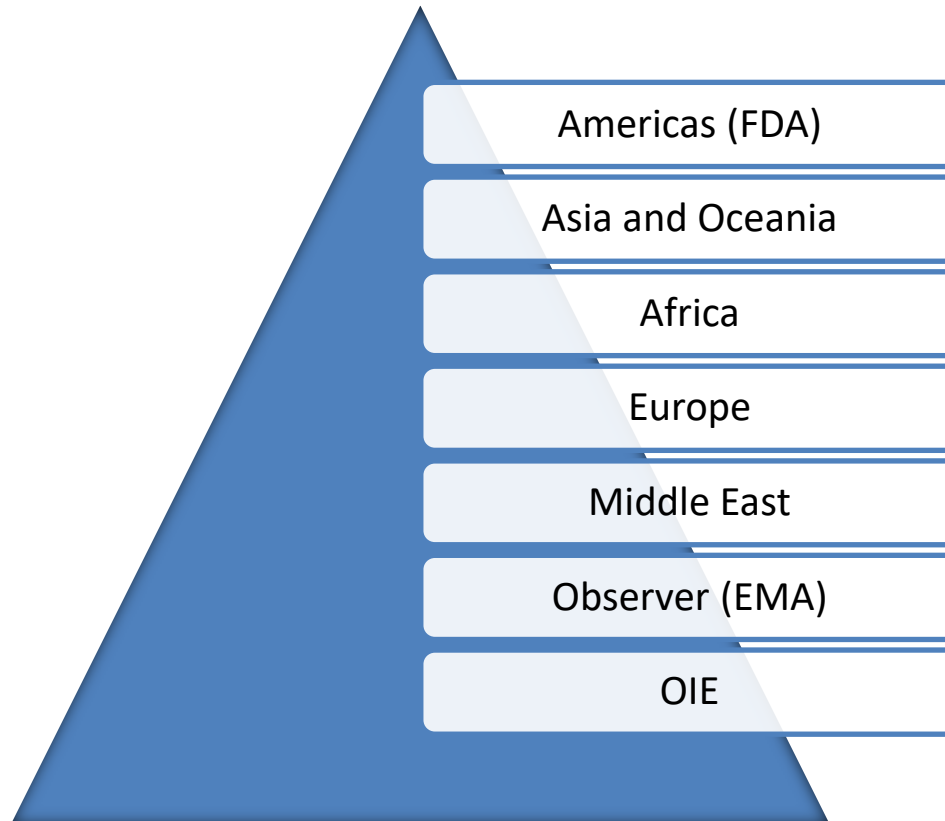 Americas (FDA)
Asia and Oceania
Africa
Europe
Middle East
Observer (EMA)
OIE